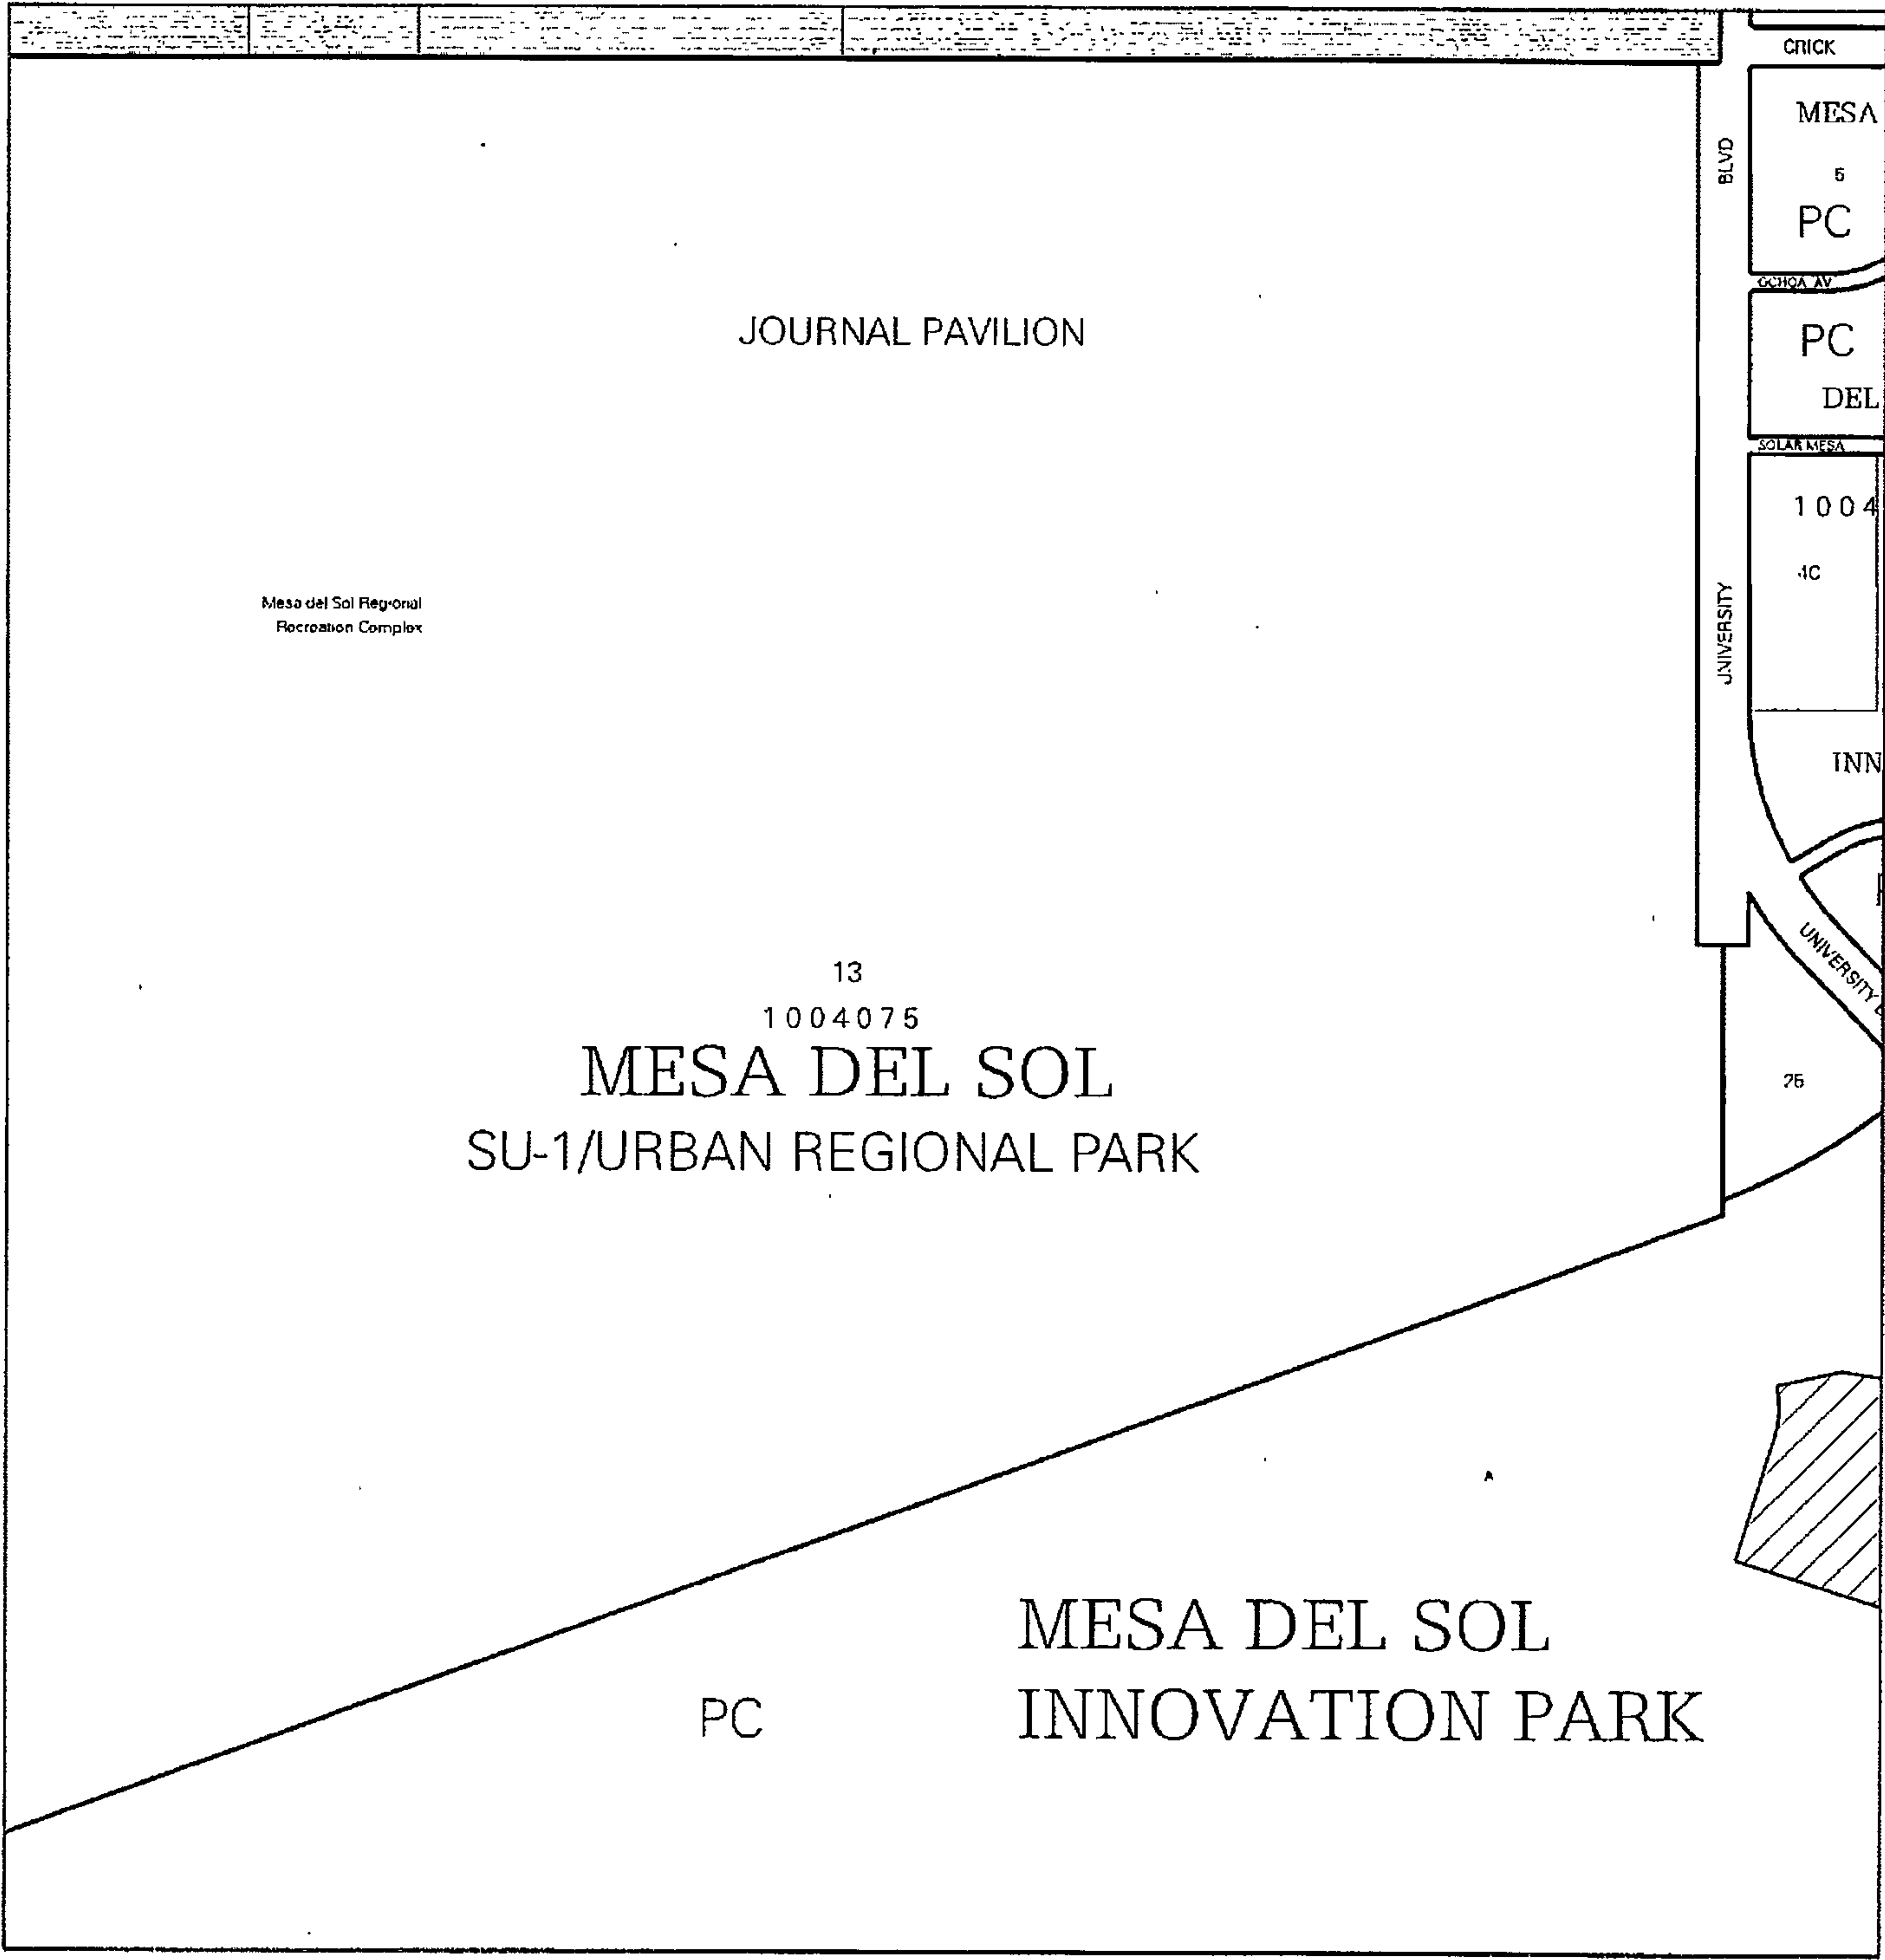 CRICK
MESA
BLVD
5
PC
OCHOA AV
JOURNAL PAVILION
PC
DEL
SOLAR MESA
1004
4C
Mesa del Sol Regional
Recreation Complex
UNIVERSITY
INN
UNIVERSITY
13
1004075
MESA DEL SOL
26
SU-1/URBAN REGIONAL PARK
A
MESA DEL SOL
PC
INNOVATION PARK